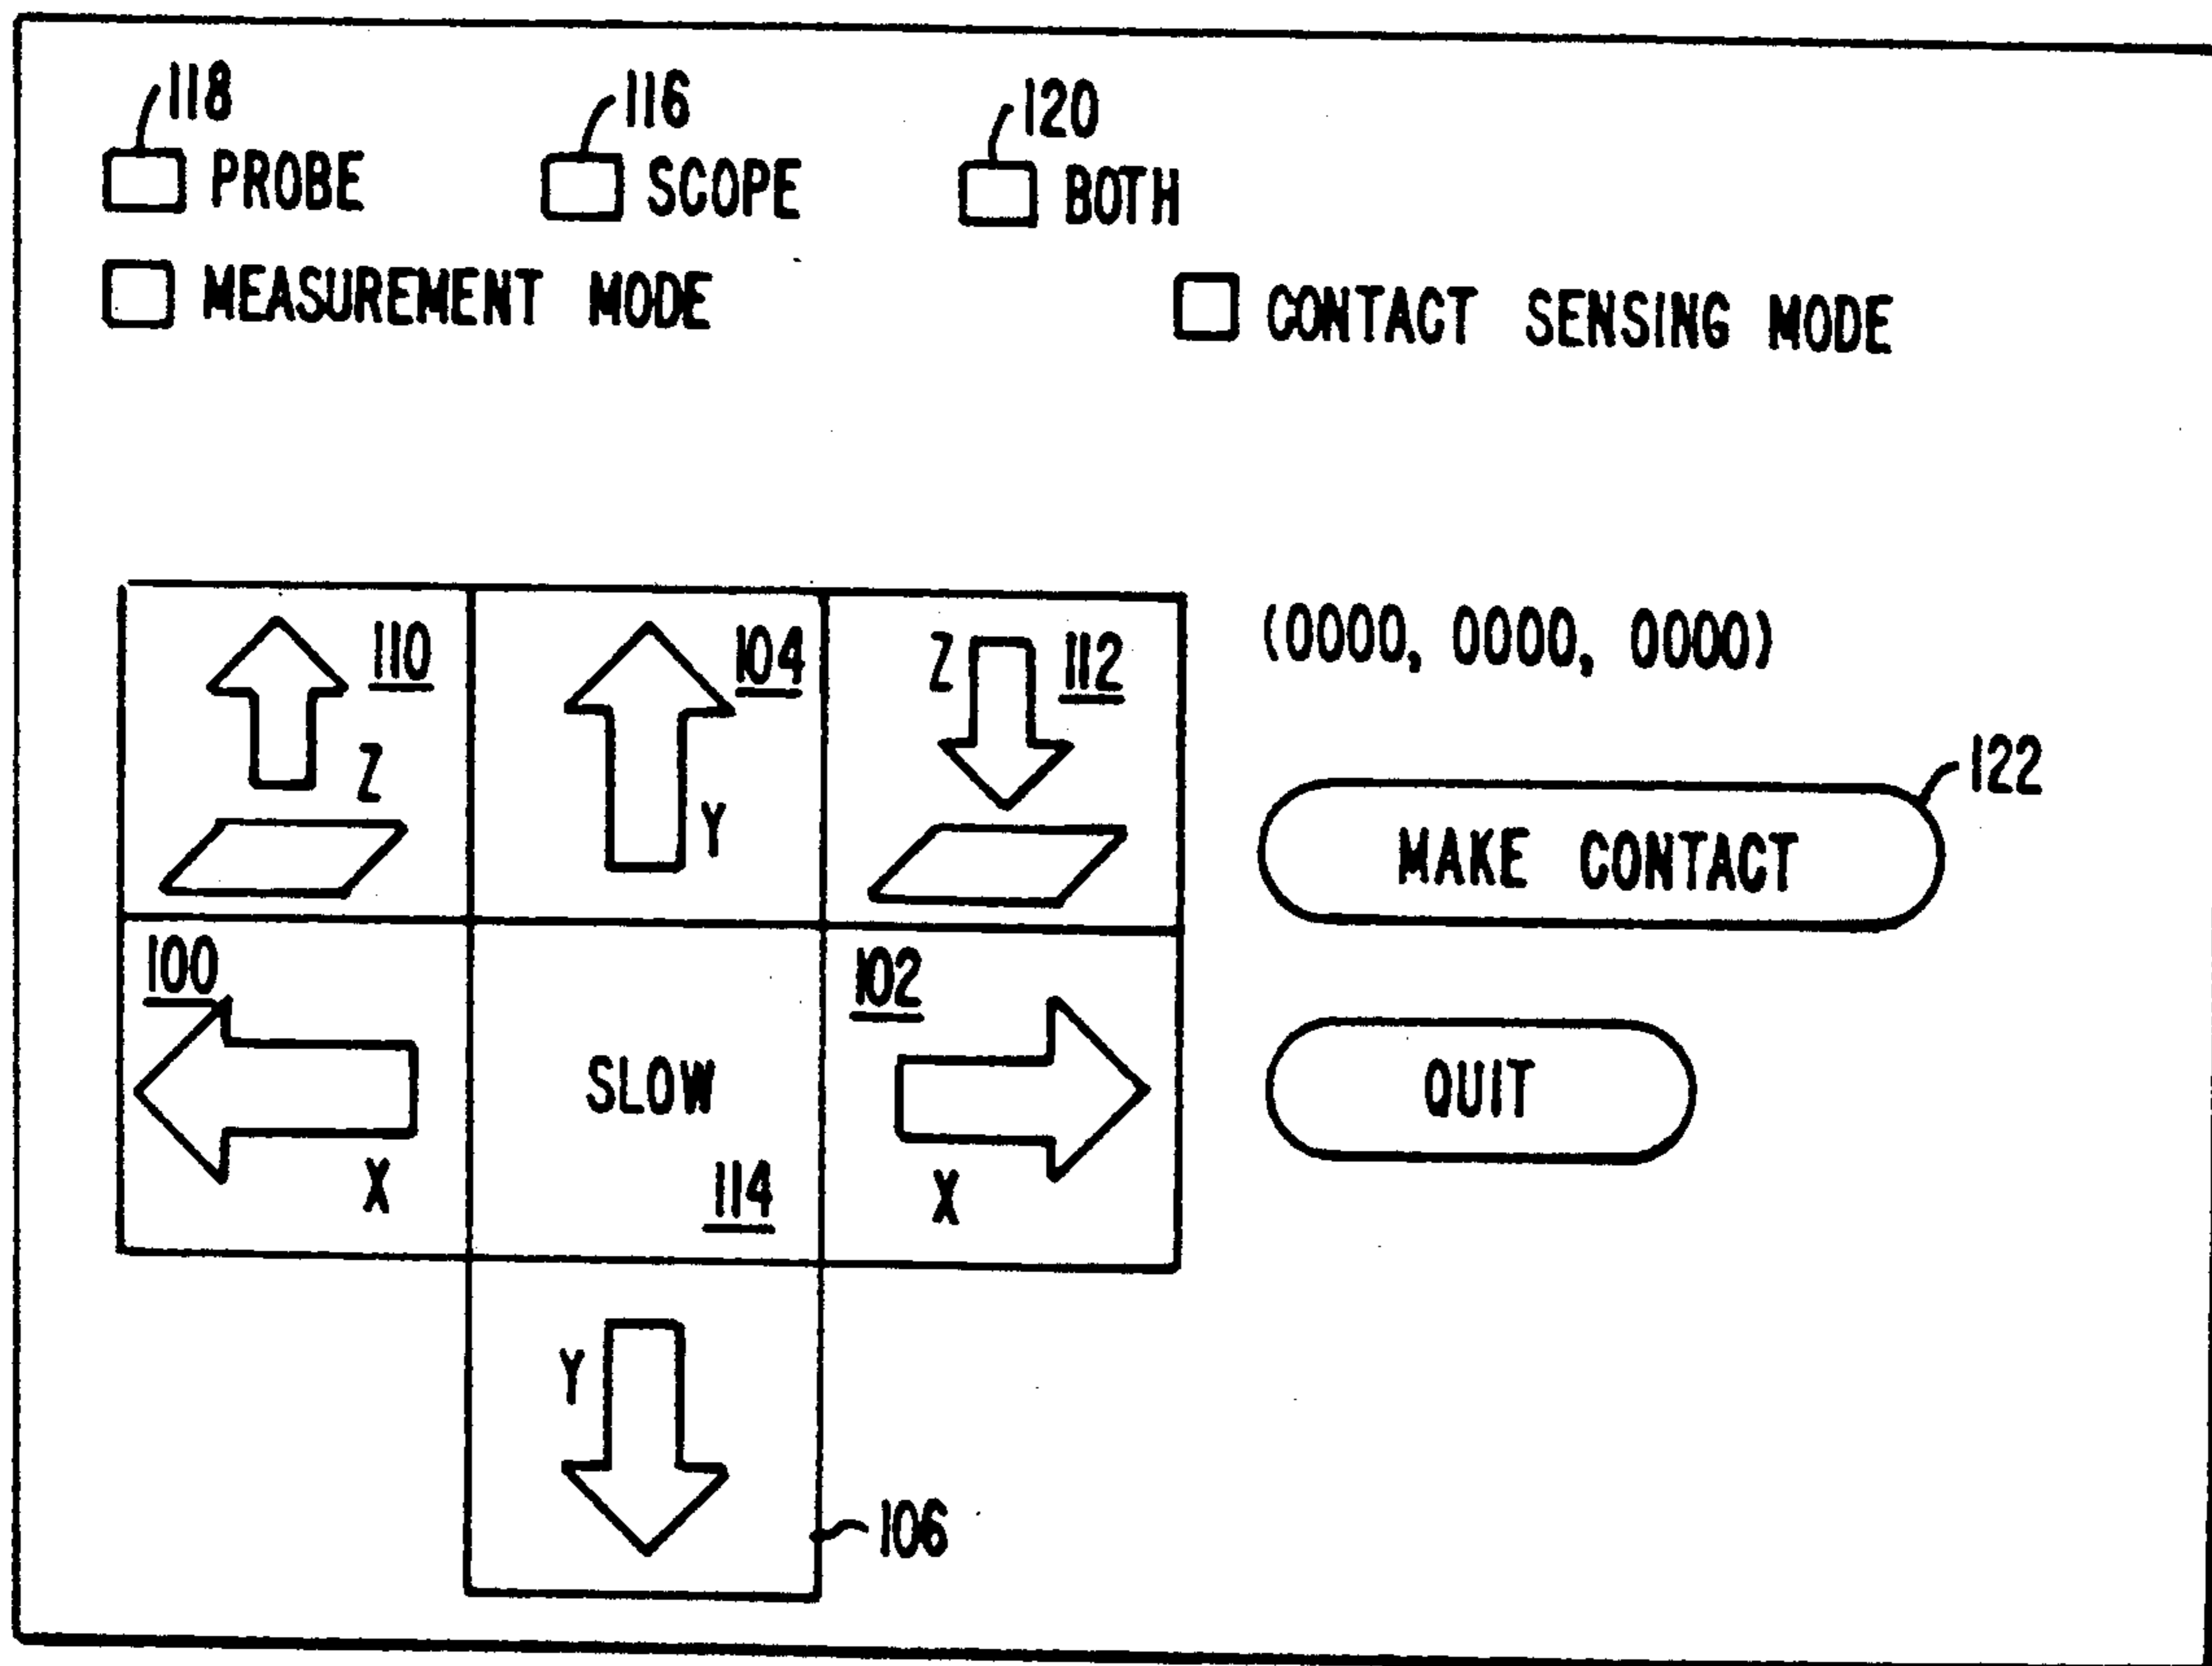 118 116 120
PROBE SCOPE BOTH
MEASUREMENT MODE CONTACT SENSING MODE
110 104 Z 112 (0000, 0000, 0000)
Z Y
122
MAKE CONTACT
100 102
SLOW QUIT
X 114 X
Y
106